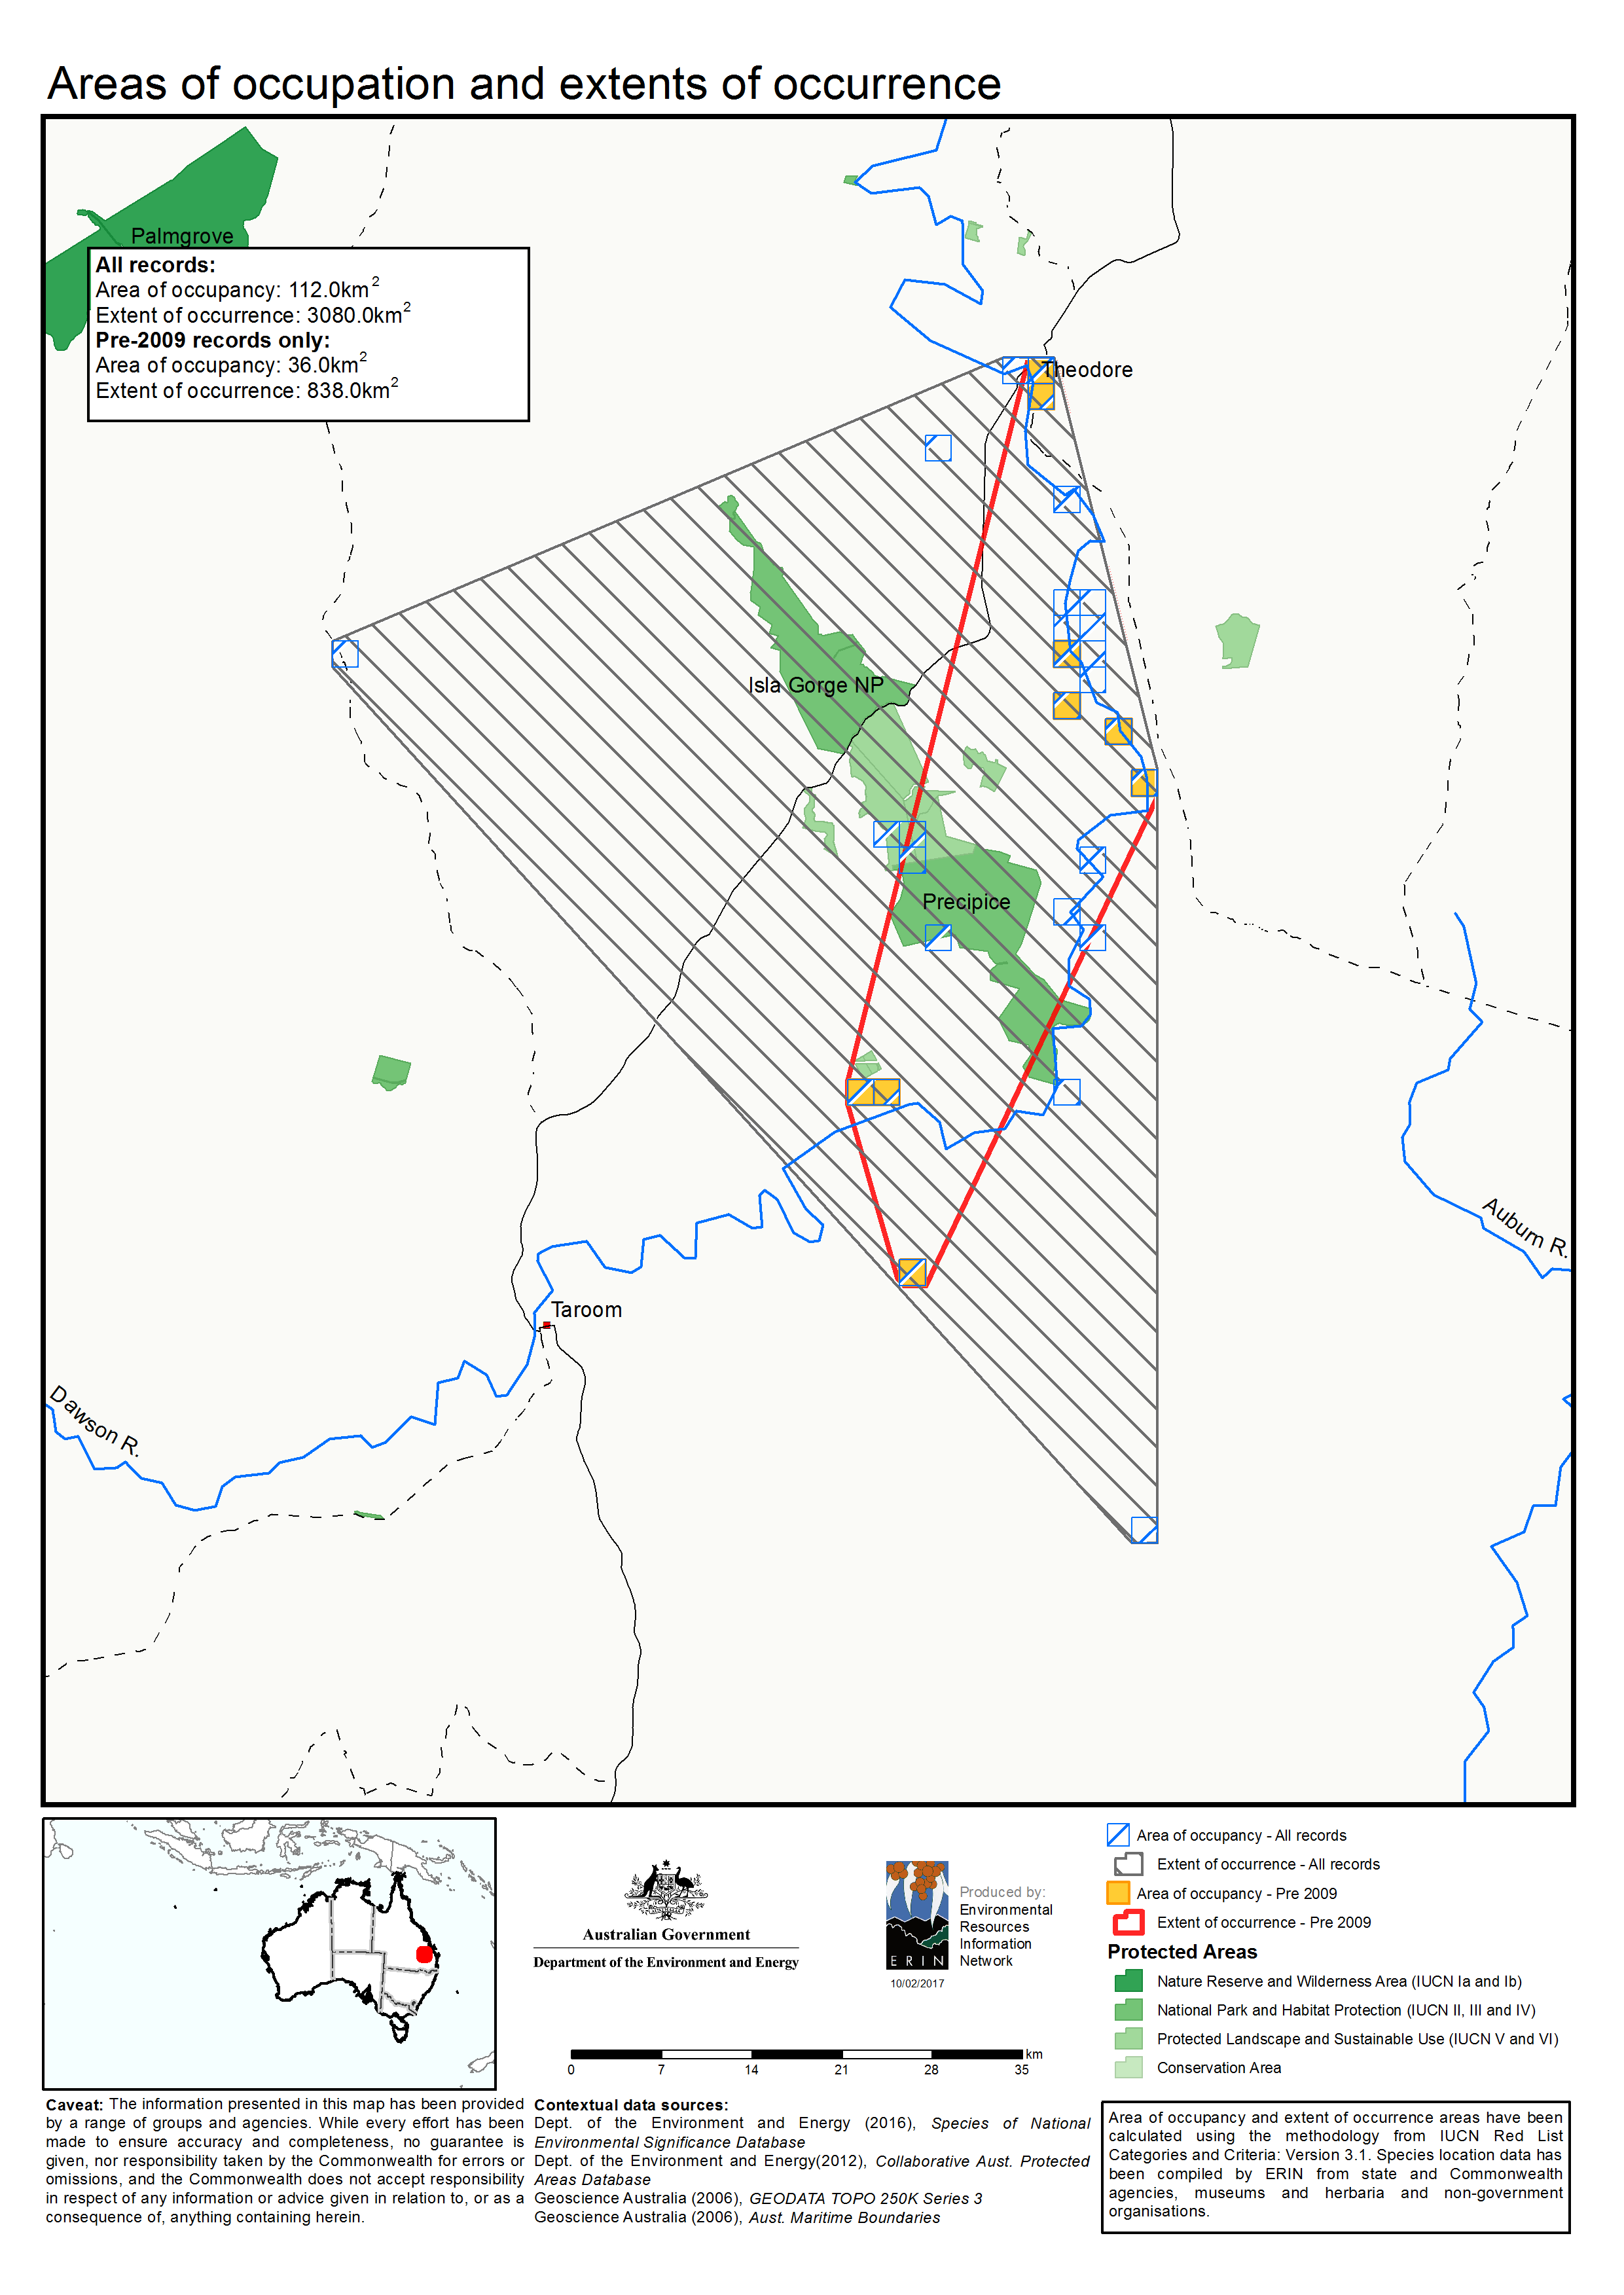 Areas of occupation and extents of occurrence
Palmgrove
All records:
Area of occupancy: 112.0km2
Extent of occurrence: 3080.0km2
Pre-2009 records only:
Area of occupancy: 36.0km2
Extent of occurrence: 838.0km2
Theodore
Isla Gorge NP
Precipice
Auburn R.
Taroom
Dawson R.
Australian Government
Department of the Environment and Energy
ERIN
10/02/2017
Produced by:
Environmental
Resources
Information
Network
0 7 14 21 28 35 km
Area of occupancy - All records
Extent of occurrence - All records
Area of occupancy - Pre 2009
Extent of occurrence - Pre 2009
Protected Areas
Nature Reserve and Wilderness Area (IUCN Ia and Ib)
National Park and Habitat Protection (IUCN II, III and IV)
Protected Landscape and Sustainable Use (IUCN V and VI)
Conservation Area
Caveat: The information presented in this map has been provided
by a range of groups and agencies. While every effort has been
made to ensure accuracy and completeness, no guarantee is
given, nor responsibility taken by the Commonwealth for errors or
omissions, and the Commonwealth does not accept responsibility
in respect of any information or advice given in relation to, or as a
consequence of, anything containing herein.
Contextual data sources:
Dept. of the Environment and Energy (2016), Species of National
Environmental Significance Database
Dept. of the Environment and Energy(2012), Collaborative Aust. Protected
Areas Database
Geoscience Australia (2006), GEODATA TOPO 250K Series 3
Geoscience Australia (2006), Aust. Maritime Boundaries
Area of occupancy and extent of occurrence areas have been
calculated using the methodology from IUCN Red List
Categories and Criteria: Version 3.1. Species location data has
been compiled by ERIN from state and Commonwealth
agencies, museums and herbaria and non-government
organisations.